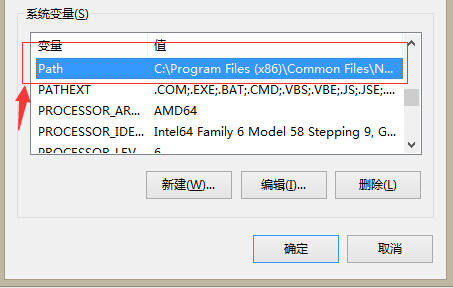 系统变量(S)
变量 值
Path C:\Program Files (x86)\Common Files\N...
PATHEXT .COM;.EXE;.BAT;.CMD;.VBS;.VBE;.JS;.JSE;....
PROCESSOR_AR... AMD64
PROCESSOR_IDE... Intel64 Family 6 Model 58 Stepping 9, G...
PROCESSOR_LEV 6
新建(W)... 编辑(I)... 删除(L)
确定 取消